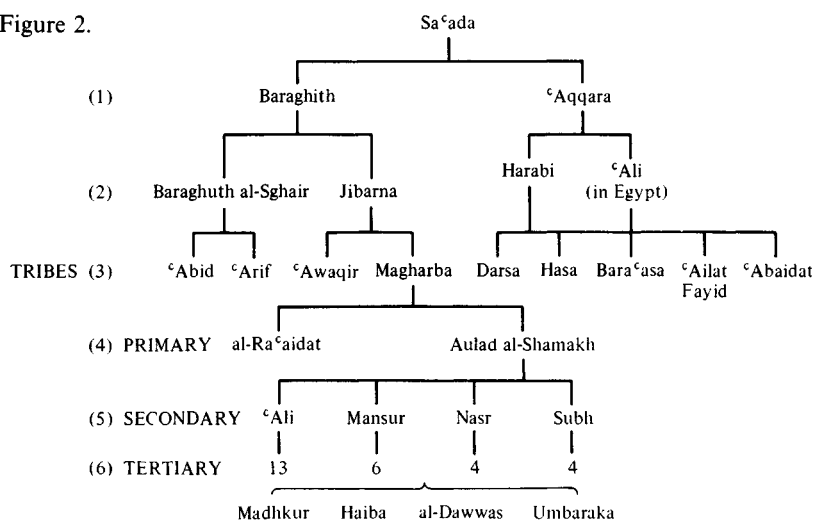 Figure 2.
Saᶜada
(1) Baraghith ᶜAqqara
(2) Baraghuth al-Sghair Jibarna Harabi ᶜAli
(in Egypt)
TRIBES (3) ᶜAbid ᶜArif ᶜAwaqir Magharba Darsa Hasa Baraᶜasa ᶜAilat ᶜAbaidat
Fayid
(4) PRIMARY al-Raᶜaidat Aulad al-Shamakh
(5) SECONDARY ᶜAli Mansur Nasr Subh
(6) TERTIARY 13 6 4 4
Madhkur Haiba al-Dawwas Umbaraka